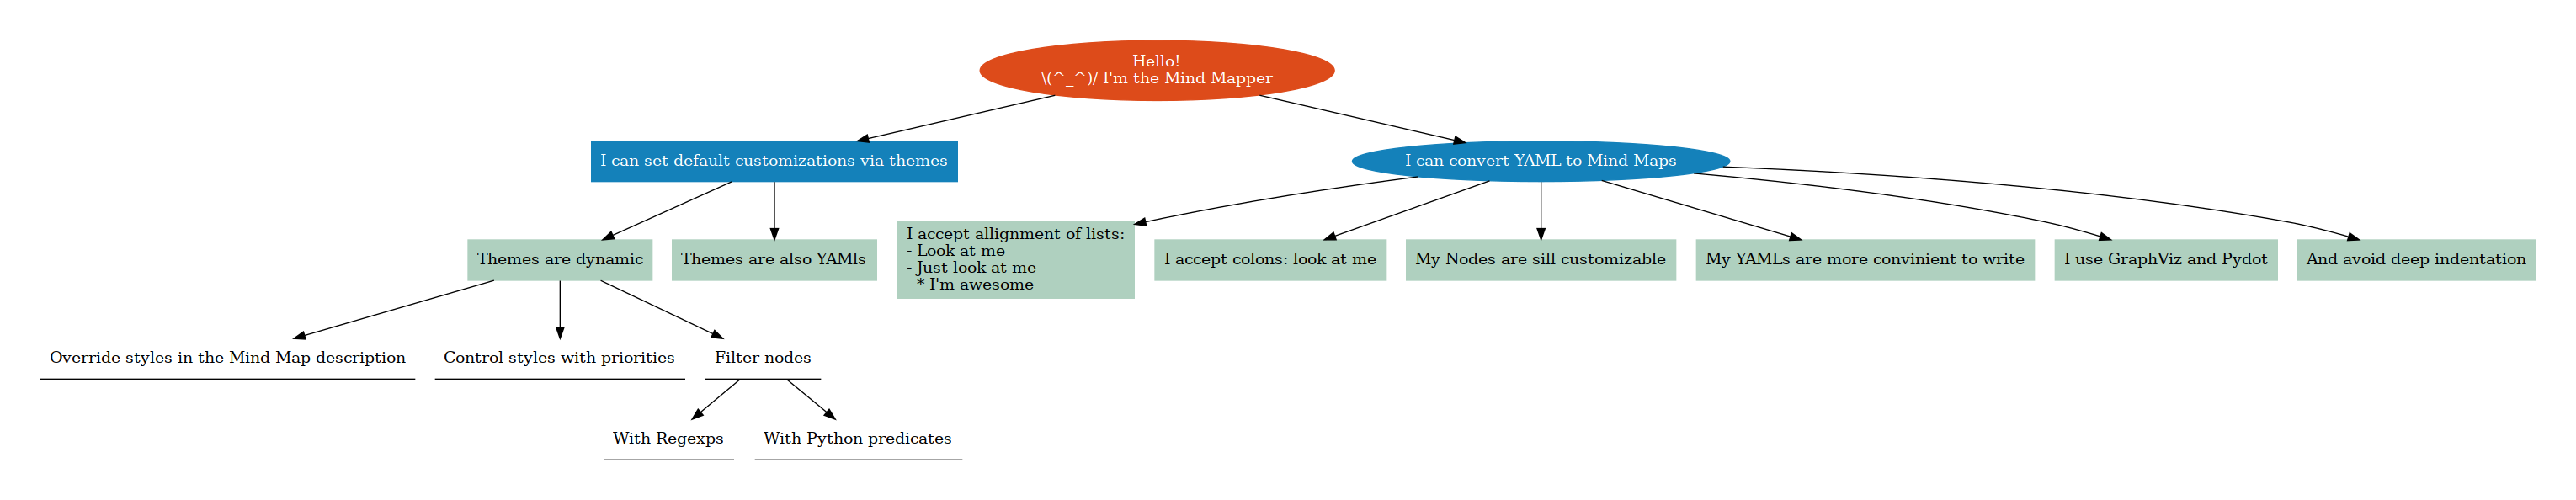 Hello!
\(^_^)/ I'm the Mind Mapper
I can set default customizations via themes
I can convert YAML to Mind Maps
Themes are dynamic
Themes are also YAMls
I accept allignment of lists:
- Look at me
- Just look at me
  * I'm awesome
I accept colons: look at me
My Nodes are sill customizable
My YAMLs are more convinient to write
I use GraphViz and Pydot
And avoid deep indentation
Override styles in the Mind Map description
Control styles with priorities
Filter nodes
With Regexps
With Python predicates